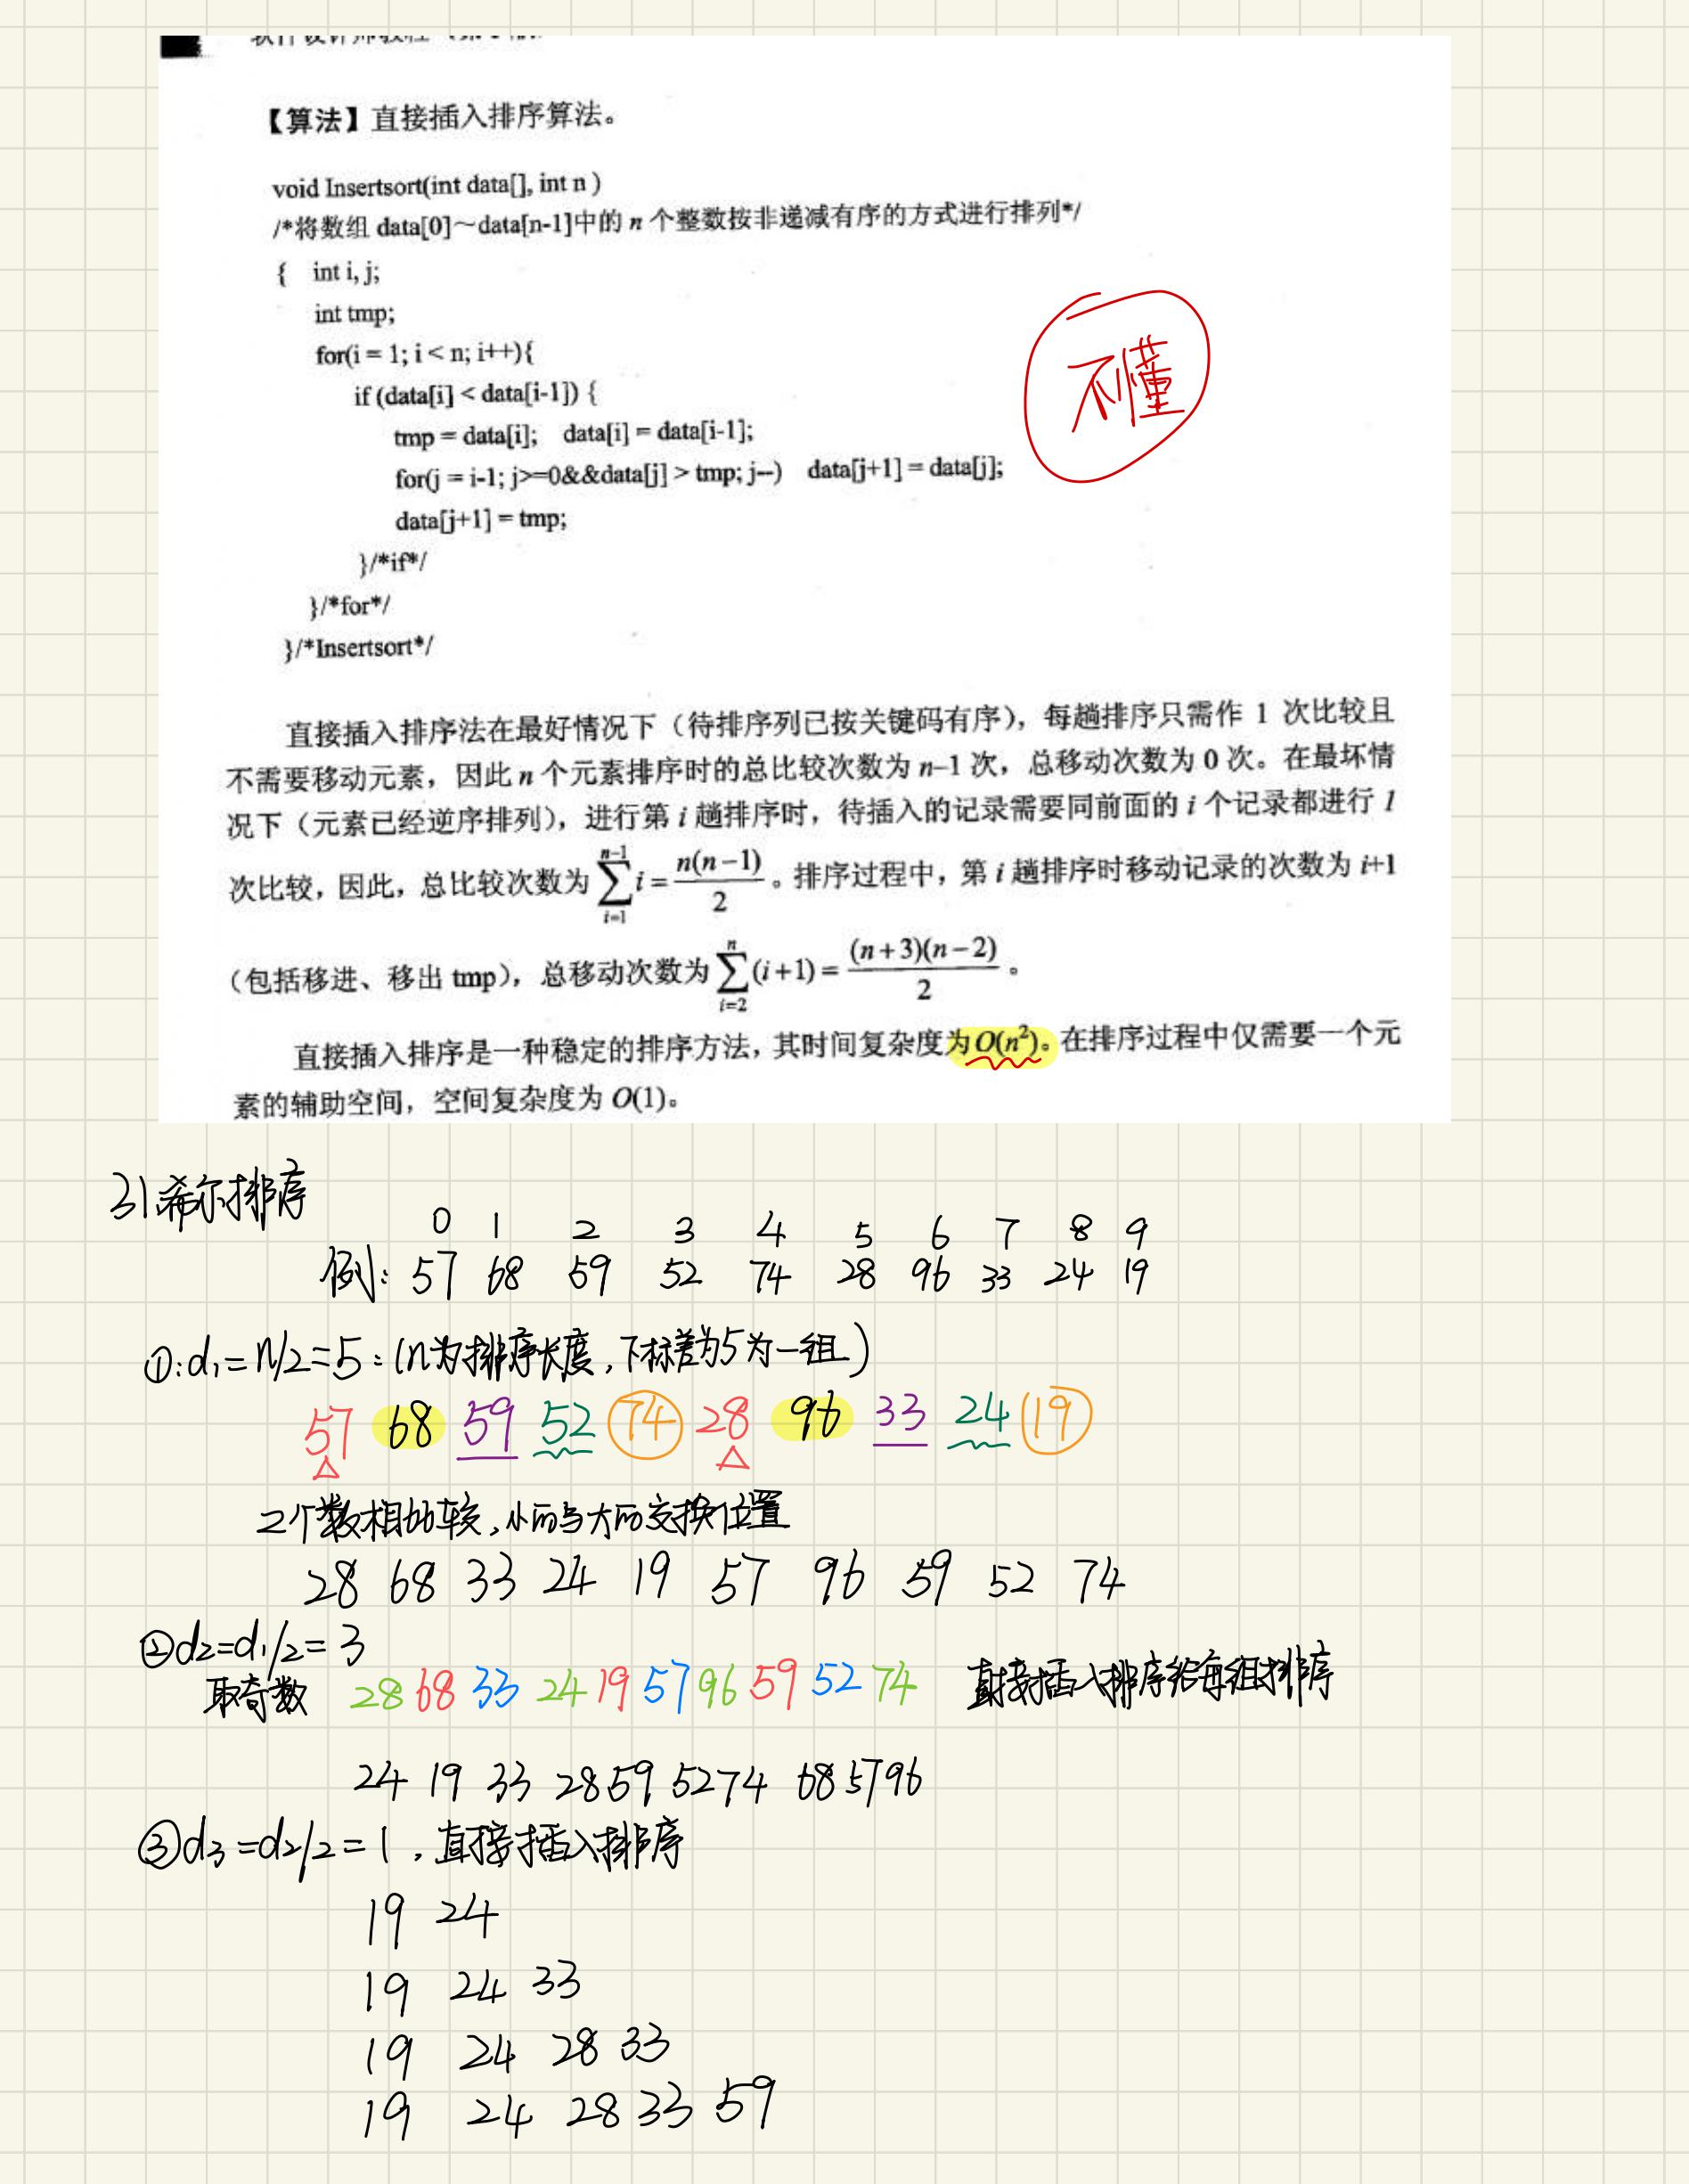 【算法】直接插入排序算法。
void Insertsort(int data[], int n )
/*将数组 data[0]～data[n-1]中的 n 个整数按非递减有序的方式进行排列*/
{ int i, j;
int tmp;
for(i = 1; i < n; i++){
if (data[i] < data[i-1]) {
tmp = data[i]; data[i] = data[i-1];
for(j = i-1; j>=0&&data[j] > tmp; j--) data[j+1] = data[j];
data[j+1] = tmp;
}/*if*/
}/*for*/
}/*Insertsort*/
不懂
直接插入排序法在最好情况下（待排序列已按关键码有序），每趟排序只需作 1 次比较且
不需要移动元素，因此 n 个元素排序时的总比较次数为 n–1 次，总移动次数为 0 次。在最坏情
况下（元素已经逆序排列），进行第 i 趟排序时，待插入的记录需要同前面的 i 个记录都进行 1
次比较，因此，总比较次数为 \sum_{i=1}^{n-1} i = \frac{n(n-1)}{2} 。排序过程中，第 i 趟排序时移动记录的次数为 i+1
（包括移进、移出 tmp），总移动次数为 \sum_{i=2}^{n} (i+1) = \frac{(n+3)(n-2)}{2} 。
直接插入排序是一种稳定的排序方法，其时间复杂度为 O(n²)。在排序过程中仅需要一个元
素的辅助空间，空间复杂度为 O(1)。
3).希尔排序
0 1 2 3 4 5 6 7 8 9
例: 57 68 59 52 74 28 96 33 24 19
①:d₁=n/2=5:(n为排序长度,下标差为5为一组)
57 68 59 52 74 28 96 33 24 19
2个数相比较,小的与大的交换位置
28 68 33 24 19 57 96 59 52 74
②d₂=d₁/2=3
取奇数 28 68 33 24 19 57 96 59 52 74 直接插入排序给每组排序
24 19 33 28 59 52 74 68 57 96
③d₃=d₂/2=1,直接插入排序
19 24
19 24 33
19 24 28 33
19 24 28 33 59